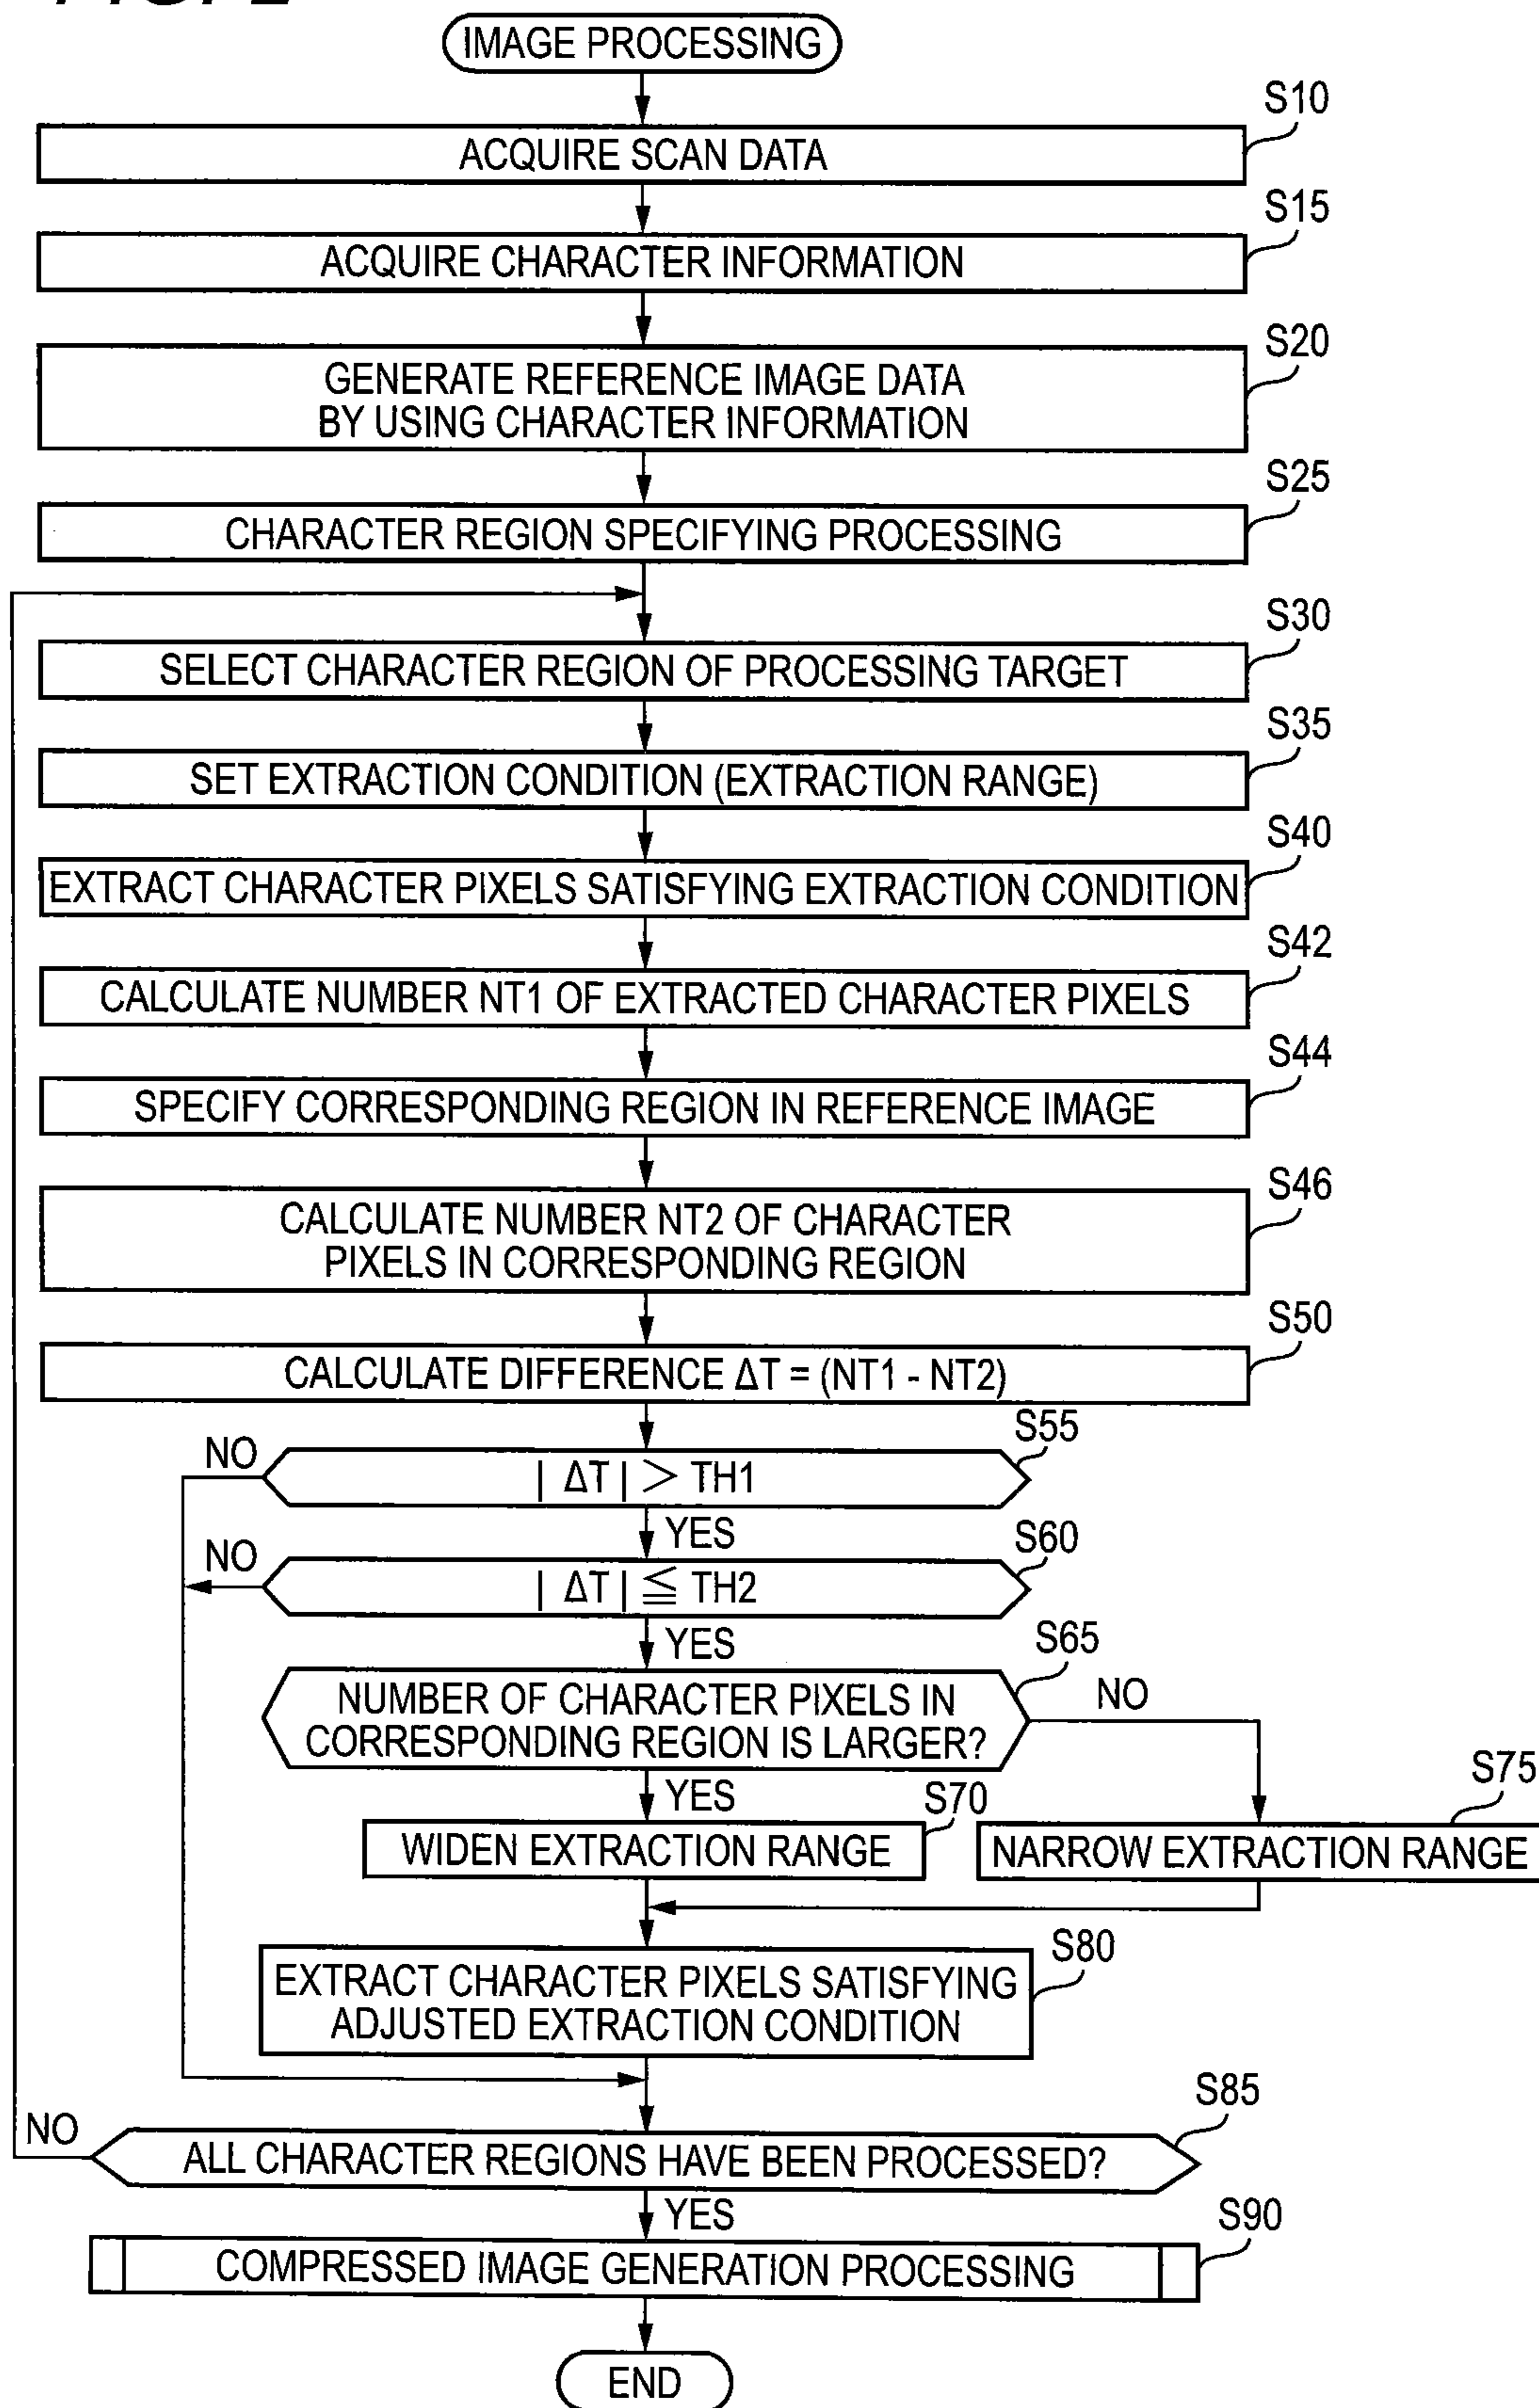 IMAGE PROCESSING
S10
ACQUIRE SCAN DATA
S15
ACQUIRE CHARACTER INFORMATION
S20
GENERATE REFERENCE IMAGE DATA
BY USING CHARACTER INFORMATION
S25
CHARACTER REGION SPECIFYING PROCESSING
S30
SELECT CHARACTER REGION OF PROCESSING TARGET
S35
SET EXTRACTION CONDITION (EXTRACTION RANGE)
S40
EXTRACT CHARACTER PIXELS SATISFYING EXTRACTION CONDITION
S42
CALCULATE NUMBER NT1 OF EXTRACTED CHARACTER PIXELS
S44
SPECIFY CORRESPONDING REGION IN REFERENCE IMAGE
S46
CALCULATE NUMBER NT2 OF CHARACTER
PIXELS IN CORRESPONDING REGION
S50
CALCULATE DIFFERENCE ΔT = (NT1 - NT2)
S55
NO
| ΔT | > TH1
YES
S60
NO
| ΔT | ≦ TH2
YES
S65
NUMBER OF CHARACTER PIXELS IN
CORRESPONDING REGION IS LARGER?
NO
YES
S70
S75
WIDEN EXTRACTION RANGE
NARROW EXTRACTION RANGE
S80
EXTRACT CHARACTER PIXELS SATISFYING
ADJUSTED EXTRACTION CONDITION
S85
NO
ALL CHARACTER REGIONS HAVE BEEN PROCESSED?
YES
S90
COMPRESSED IMAGE GENERATION PROCESSING
END